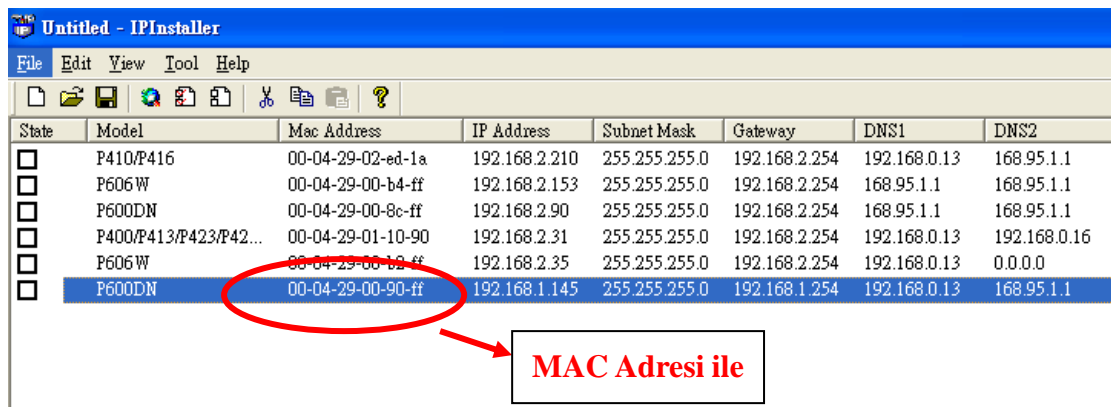 Untitled - IPInstaller
File Edit View Tool Help
State Model Mac Address IP Address Subnet Mask Gateway DNS1 DNS2
P410/P416 00-04-29-02-ed-1a 192.168.2.210 255.255.255.0 192.168.2.254 192.168.0.13 168.95.1.1
P606W 00-04-29-00-b4-ff 192.168.2.153 255.255.255.0 192.168.2.254 168.95.1.1 168.95.1.1
P600DN 00-04-29-00-8c-ff 192.168.2.90 255.255.255.0 192.168.2.254 168.95.1.1 168.95.1.1
P400/P413/P423/P42... 00-04-29-01-10-90 192.168.2.31 255.255.255.0 192.168.2.254 192.168.0.13 192.168.0.16
P606W 00-04-29-00-b2-ff 192.168.2.35 255.255.255.0 192.168.2.254 192.168.0.13 0.0.0.0
P600DN 00-04-29-00-90-ff 192.168.1.145 255.255.255.0 192.168.1.254 192.168.0.13 168.95.1.1
MAC Adresi ile